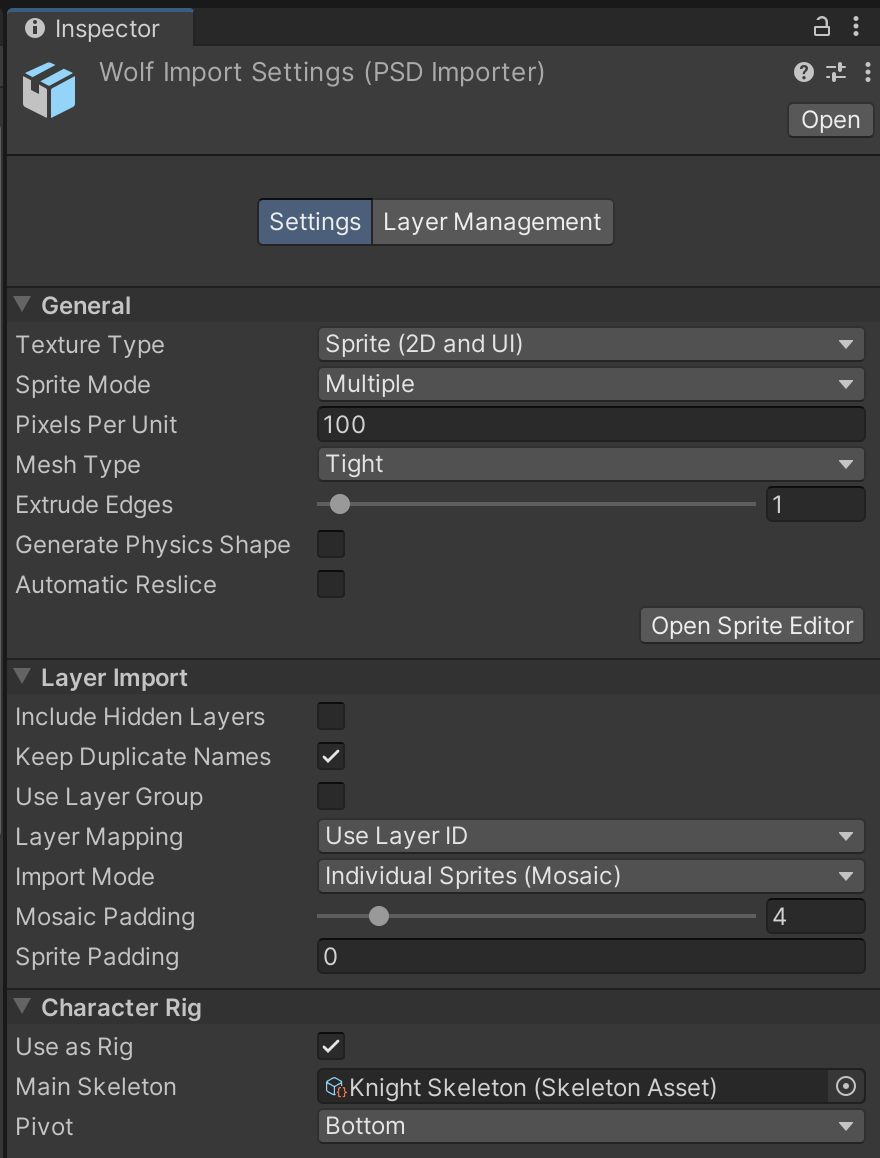 Inspector
Wolf Import Settings (PSD Importer)
Open
Settings Layer Management
General
Texture Type Sprite (2D and UI)
Sprite Mode Multiple
Pixels Per Unit 100
Mesh Type Tight
Extrude Edges 1
Generate Physics Shape
Automatic Reslice
Open Sprite Editor
Layer Import
Include Hidden Layers
Keep Duplicate Names
Use Layer Group
Layer Mapping Use Layer ID
Import Mode Individual Sprites (Mosaic)
Mosaic Padding 4
Sprite Padding 0
Character Rig
Use as Rig
Main Skeleton Knight Skeleton (Skeleton Asset)
Pivot Bottom